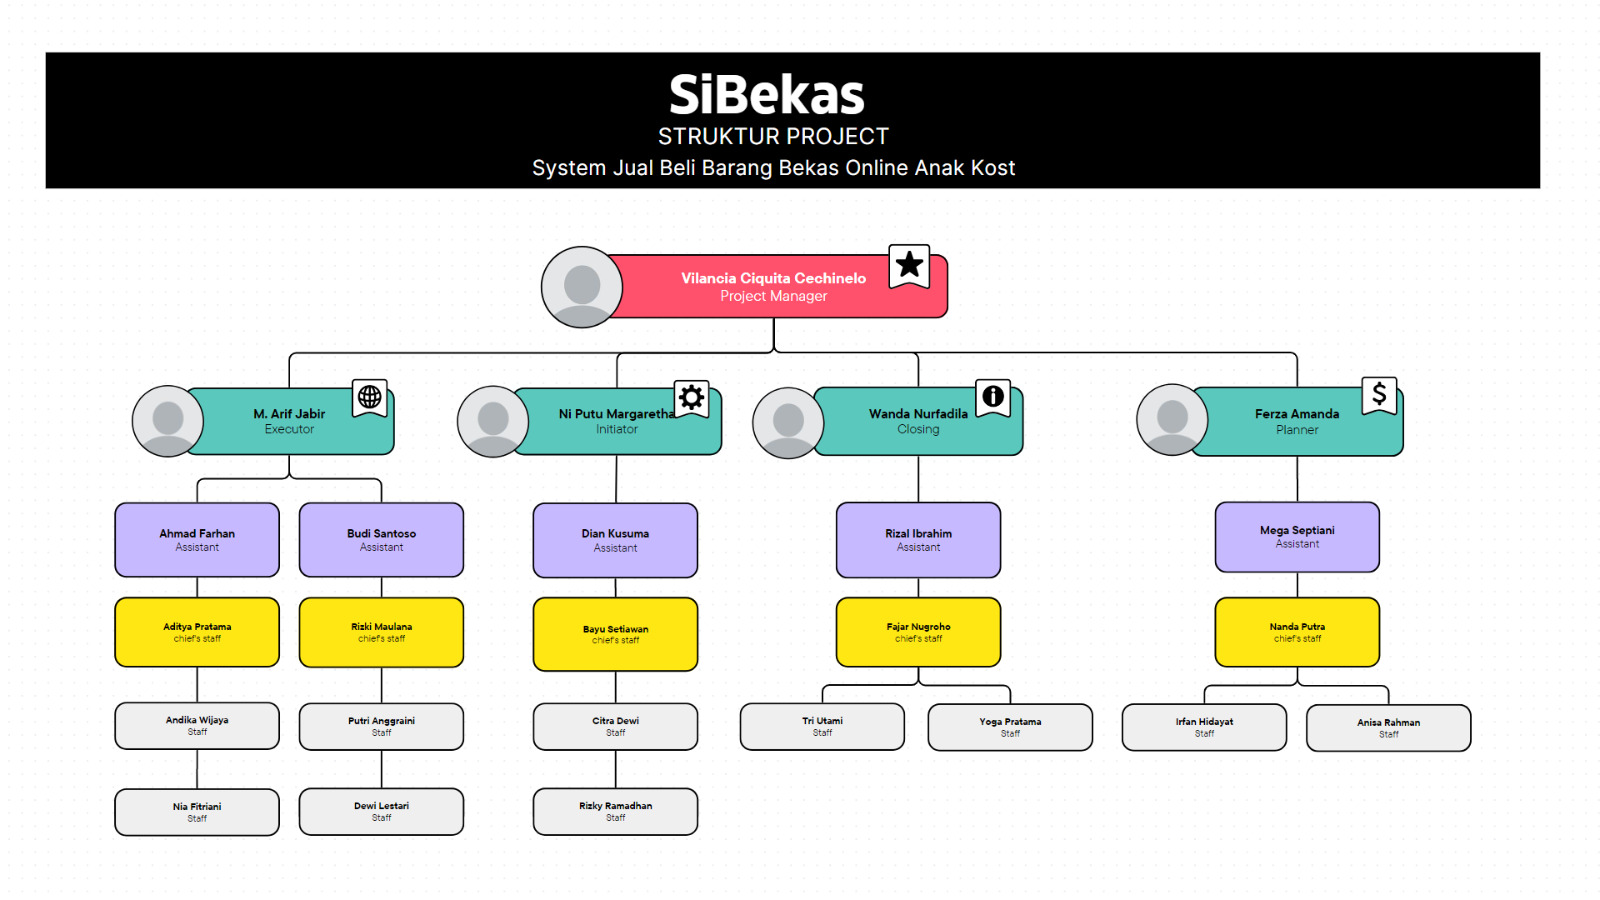 SiBekas
STRUKTUR PROJECT
System Jual Beli Barang Bekas Online Anak Kost
Vilancia Ciquita Cechinelo
Project Manager
M. Arif Jabir
Executor
Ni Putu Margaretha
Initiator
Wanda Nurfadila
Closing
Ferza Amanda
Planner
Ahmad Farhan
Assistant
Budi Santoso
Assistant
Dian Kusuma
Assistant
Rizal Ibrahim
Assistant
Mega Septiani
Assistant
Aditya Pratama
chief's staff
Rizki Maulana
chief's staff
Bayu Setiawan
chief's staff
Fajar Nugroho
chief's staff
Nanda Putra
chief's staff
Andika Wijaya
Staff
Putri Anggraini
Staff
Citra Dewi
Staff
Tri Utami
Staff
Yoga Pratama
Staff
Irfan Hidayat
Staff
Anisa Rahman
Staff
Nia Fitriani
Staff
Dewi Lestari
Staff
Rizky Ramadhan
Staff